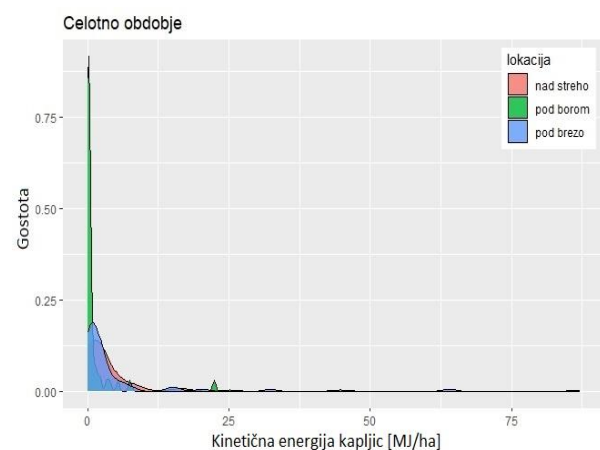 Celotno obdobje
lokacija
nad streho
pod borom
pod brezo
0.75
0.50
0.25
0.00
Gostota
0
25
50
75
Kinetična energija kapljic [MJ/ha]